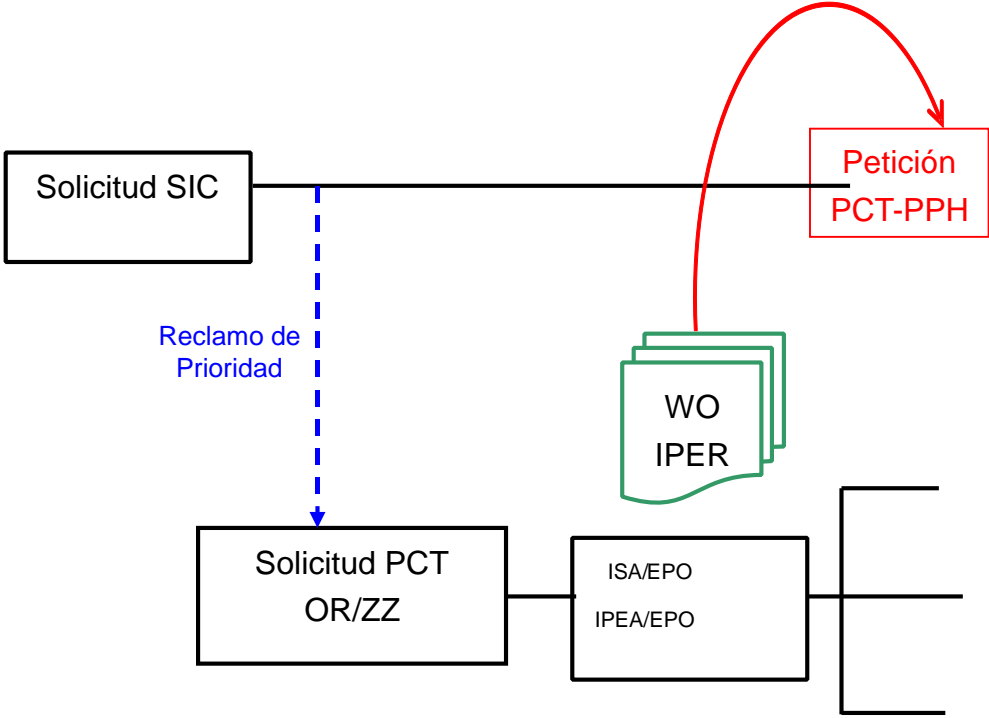 Solicitud SIC
Petición
PCT-PPH
Reclamo de
Prioridad
WO
IPER
Solicitud PCT
OR/ZZ
ISA/EPO
IPEA/EPO